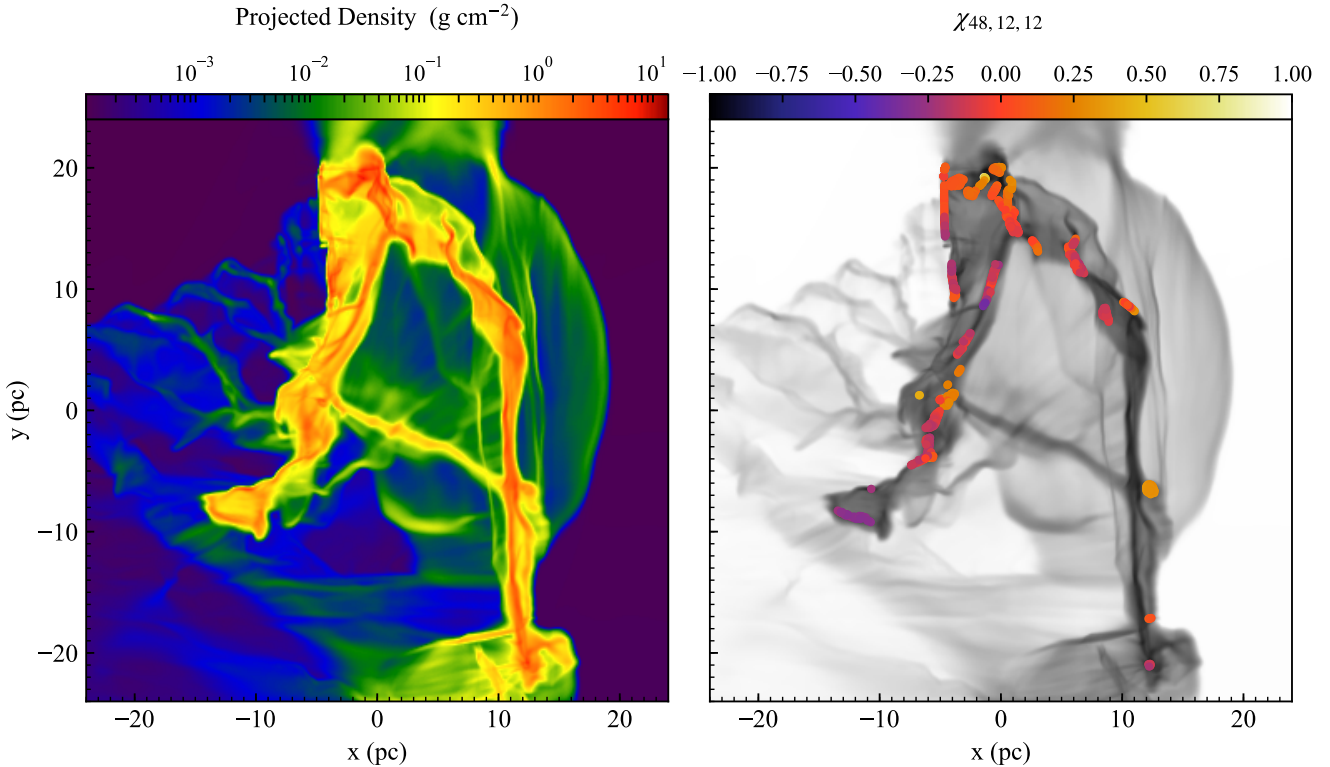 Projected Density (g cm⁻²)
10⁻³ 10⁻² 10⁻¹ 10⁰ 10¹
20
10
0
−10
−20
y (pc)
−20 −10 0 10 20
x (pc)
χ48, 12, 12
−1.00 −0.75 −0.50 −0.25 0.00 0.25 0.50 0.75 1.00
−20 −10 0 10 20
x (pc)